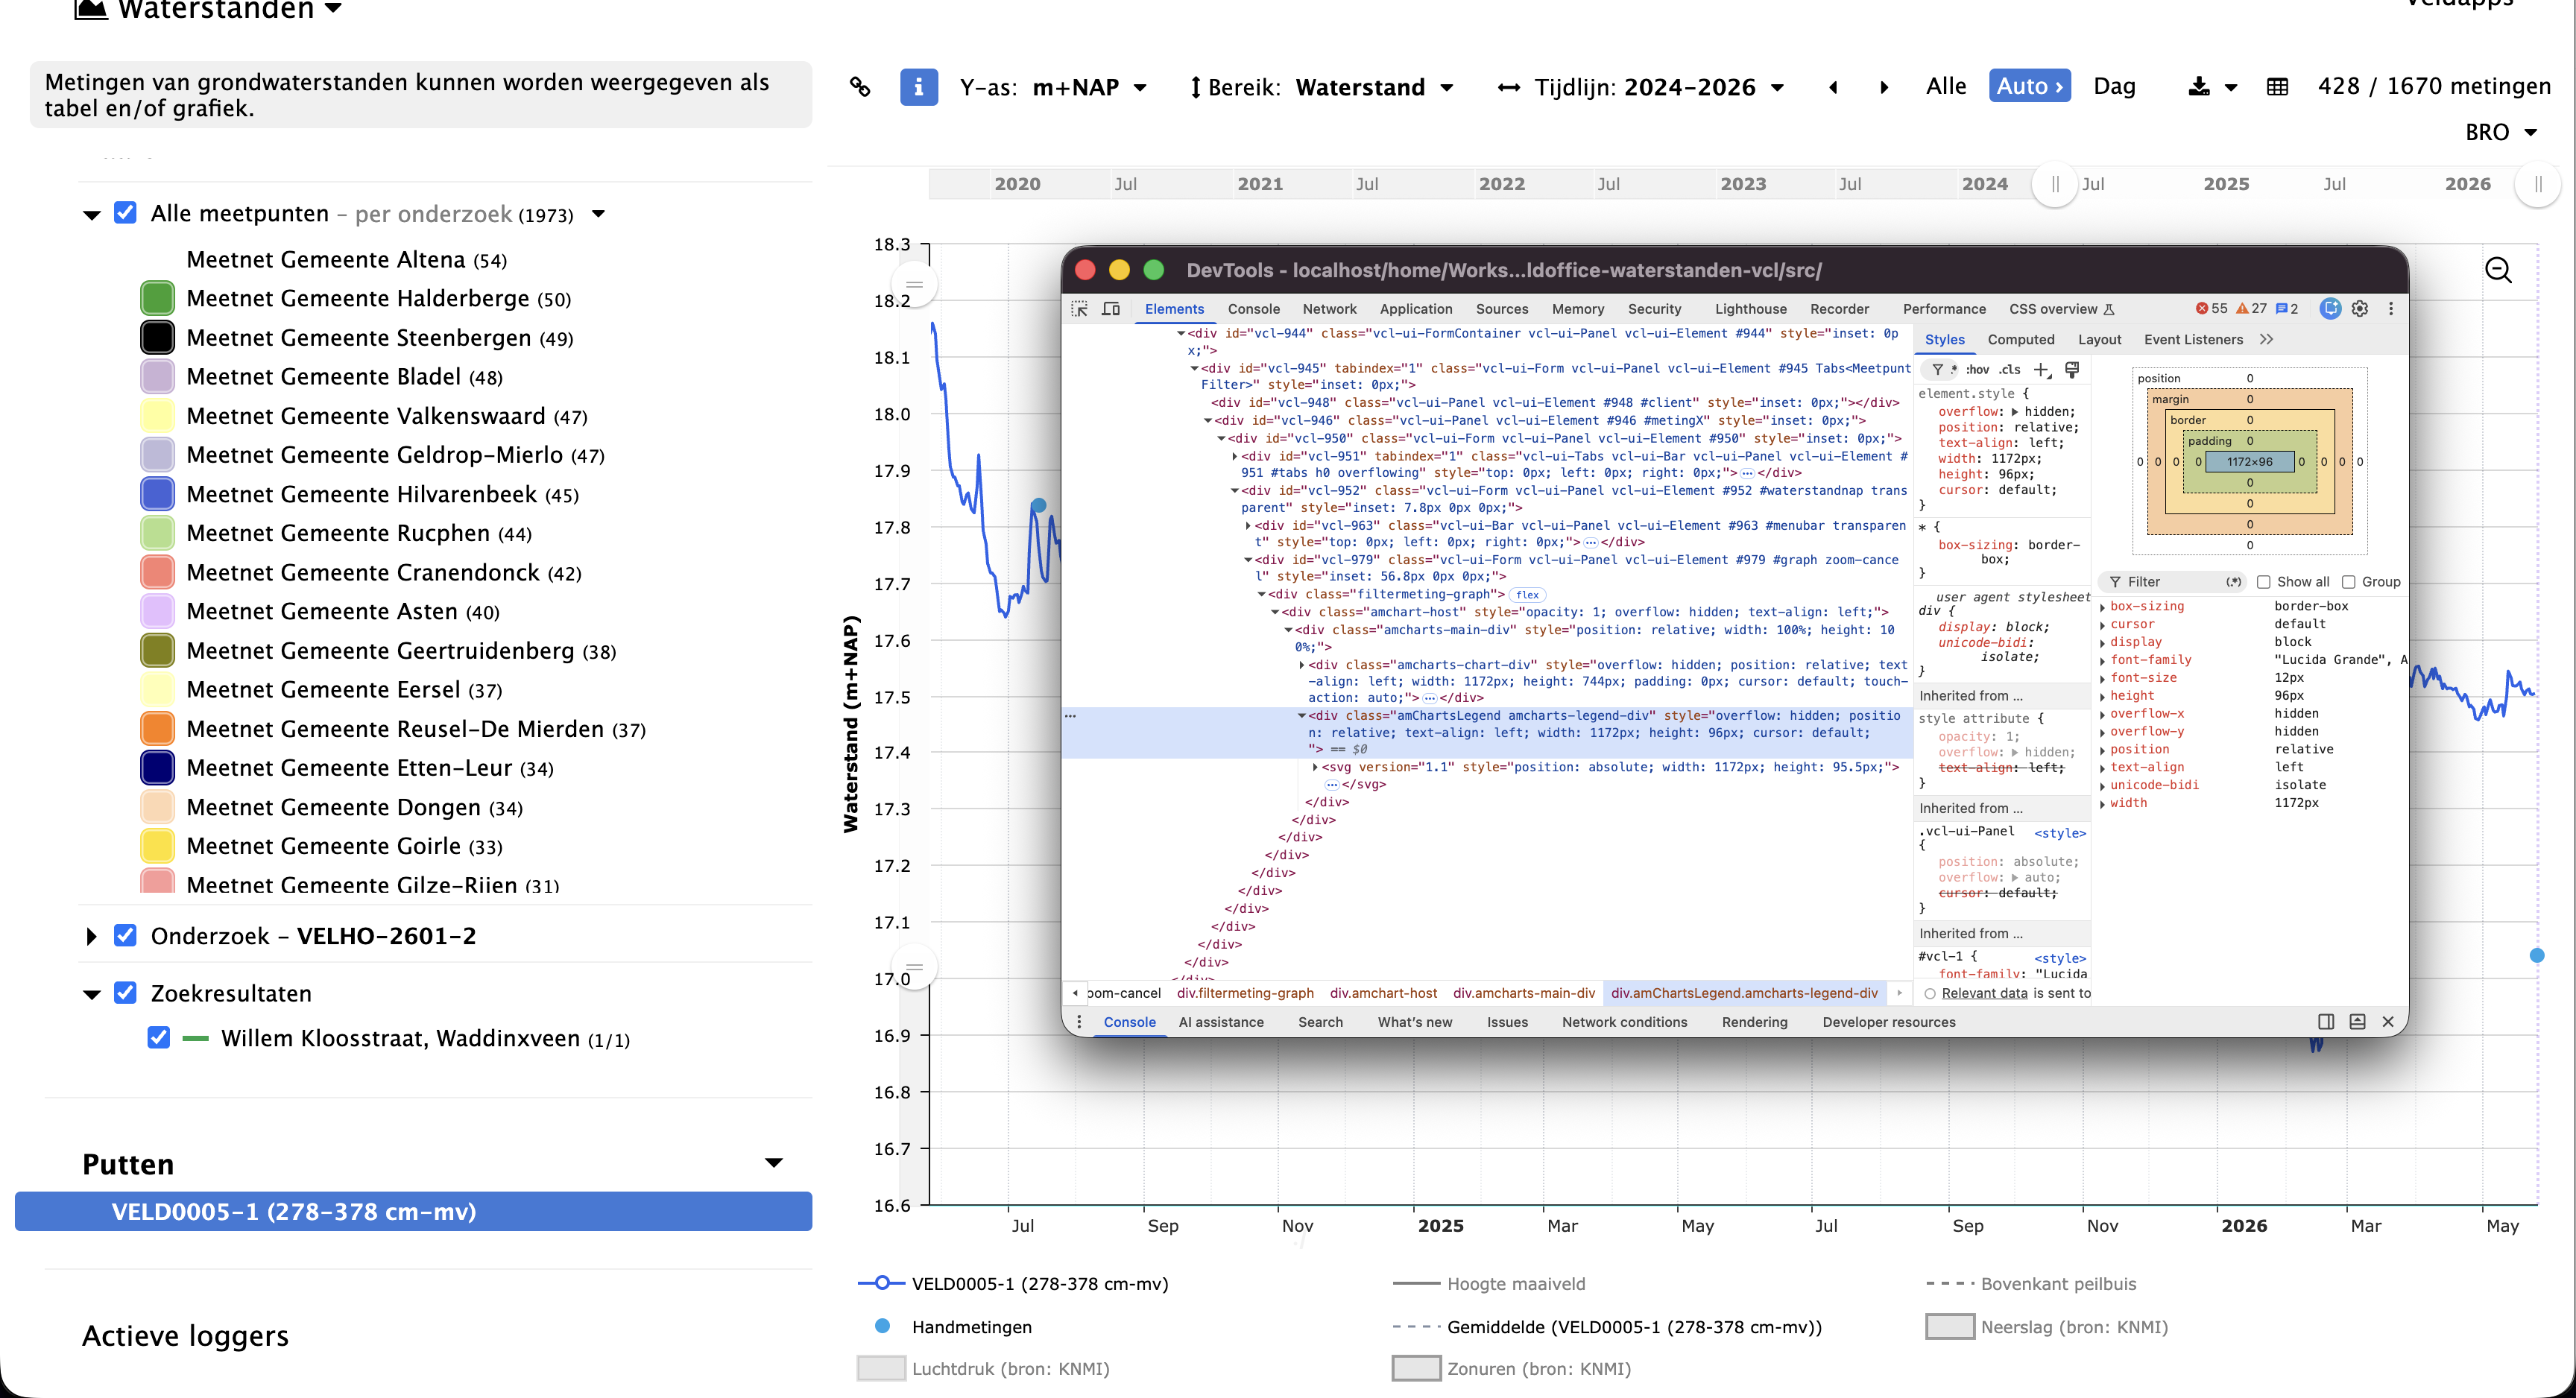 Waterstanden
Metingen van grondwaterstanden kunnen worden weergegeven als
tabel en/of grafiek.
Alle meetpunten - per onderzoek (1973)
Meetnet Gemeente Altena (54)
Meetnet Gemeente Halderberge (50)
Meetnet Gemeente Steenbergen (49)
Meetnet Gemeente Bladel (48)
Meetnet Gemeente Valkenswaard (47)
Meetnet Gemeente Geldrop-Mierlo (47)
Meetnet Gemeente Hilvarenbeek (45)
Meetnet Gemeente Rucphen (44)
Meetnet Gemeente Cranendonck (42)
Meetnet Gemeente Asten (40)
Meetnet Gemeente Geertruidenberg (38)
Meetnet Gemeente Eersel (37)
Meetnet Gemeente Reusel-De Mierden (37)
Meetnet Gemeente Etten-Leur (34)
Meetnet Gemeente Dongen (34)
Meetnet Gemeente Goirle (33)
Meetnet Gemeente Gilze-Rijen (31)
Onderzoek - VELHO-2601-2
Zoekresultaten
Willem Kloosstraat, Waddinxveen (1/1)
Putten
VELD0005-1 (278-378 cm-mv)
Actieve loggers
Veldapps
i Y-as: m+NAP Bereik: Waterstand Tijdlijn: 2024-2026 Alle Auto › Dag 428 / 1670 metingen
BRO
2020 Jul 2021 Jul 2022 Jul 2023 Jul 2024 Jul 2025 Jul 2026
Waterstand (m+NAP)
18.3
18.2
18.1
18.0
17.9
17.8
17.7
17.6
17.5
17.4
17.3
17.2
17.1
17.0
16.9
16.8
16.7
16.6
Jul Sep Nov 2025 Mar May Jul Sep Nov 2026 Mar May
VELD0005-1 (278-378 cm-mv) Hoogte maaiveld Bovenkant peilbuis
Handmetingen Gemiddelde (VELD0005-1 (278-378 cm-mv)) Neerslag (bron: KNMI)
Luchtdruk (bron: KNMI) Zonuren (bron: KNMI)
DevTools - localhost/home/Works...ldoffice-waterstanden-vcl/src/
Elements Console Network Application Sources Memory Security Lighthouse Recorder Performance CSS overview 55 27 2
<div id="vcl-944" class="vcl-ui-FormContainer vcl-ui-Panel vcl-ui-Element #944" style="inset: 0p
x;">
<div id="vcl-945" tabindex="1" class="vcl-ui-Form vcl-ui-Panel vcl-ui-Element #945 Tabs<Meetpunt
Filter>" style="inset: 0px;">
<div id="vcl-948" class="vcl-ui-Panel vcl-ui-Element #948 #client" style="inset: 0px;"></div>
<div id="vcl-946" class="vcl-ui-Panel vcl-ui-Element #946 #metingX" style="inset: 0px;">
<div id="vcl-950" class="vcl-ui-Form vcl-ui-Panel vcl-ui-Element #950" style="inset: 0px;">
<div id="vcl-951" tabindex="1" class="vcl-ui-Tabs vcl-ui-Bar vcl-ui-Panel vcl-ui-Element #
951 #tabs h0 overflowing" style="top: 0px; left: 0px; right: 0px;">…</div>
<div id="vcl-952" class="vcl-ui-Form vcl-ui-Panel vcl-ui-Element #952 #waterstandnap trans
parent" style="inset: 7.8px 0px 0px;">
<div id="vcl-963" class="vcl-ui-Bar vcl-ui-Panel vcl-ui-Element #963 #menubar transparen
t" style="top: 0px; left: 0px; right: 0px;">…</div>
<div id="vcl-979" class="vcl-ui-Form vcl-ui-Panel vcl-ui-Element #979 #graph zoom-cance
l" style="inset: 56.8px 0px 0px;">
<div class="filtermeting-graph"> flex
<div class="amchart-host" style="opacity: 1; overflow: hidden; text-align: left;">
<div class="amcharts-main-div" style="position: relative; width: 100%; height: 10
0%;">
<div class="amcharts-chart-div" style="overflow: hidden; position: relative; text
-align: left; width: 1172px; height: 744px; padding: 0px; cursor: default; touch-
action: auto;">…</div>
<div class="amChartsLegend amcharts-legend-div" style="overflow: hidden; positio
n: relative; text-align: left; width: 1172px; height: 96px; cursor: default;
"> == $0
<svg version="1.1" style="position: absolute; width: 1172px; height: 95.5px;">
…</svg>
</div>
</div>
</div>
</div>
</div>
</div>
</div>
</div>
</div>
</div>
</div>
oom-cancel div.filtermeting-graph div.amchart-host div.amcharts-main-div div.amChartsLegend.amcharts-legend-div
Styles Computed Layout Event Listeners
:hov .cls
element.style {
overflow: hidden;
position: relative;
text-align: left;
width: 1172px;
height: 96px;
cursor: default;
}
* {
box-sizing: border-
box;
}
user agent stylesheet
div {
display: block;
unicode-bidi:
isolate;
}
Inherited from ...
style attribute {
opacity: 1;
overflow: hidden;
text-align: left;
}
Inherited from ...
.vcl-ui-Panel <style>
{
position: absolute;
overflow: auto;
cursor: default;
}
Inherited from ...
#vcl-1 { <style>
font-family: "Lucida
Relevant data is sent to
position 0
margin 0
border 0
padding 0
0 0 0 0 1172×96 0 0 0 0
0
0
0
0
Filter Show all Group
box-sizing border-box
cursor default
display block
font-family "Lucida Grande", A
font-size 12px
height 96px
overflow-x hidden
overflow-y hidden
position relative
text-align left
unicode-bidi isolate
width 1172px
Console AI assistance Search What's new Issues Network conditions Rendering Developer resources